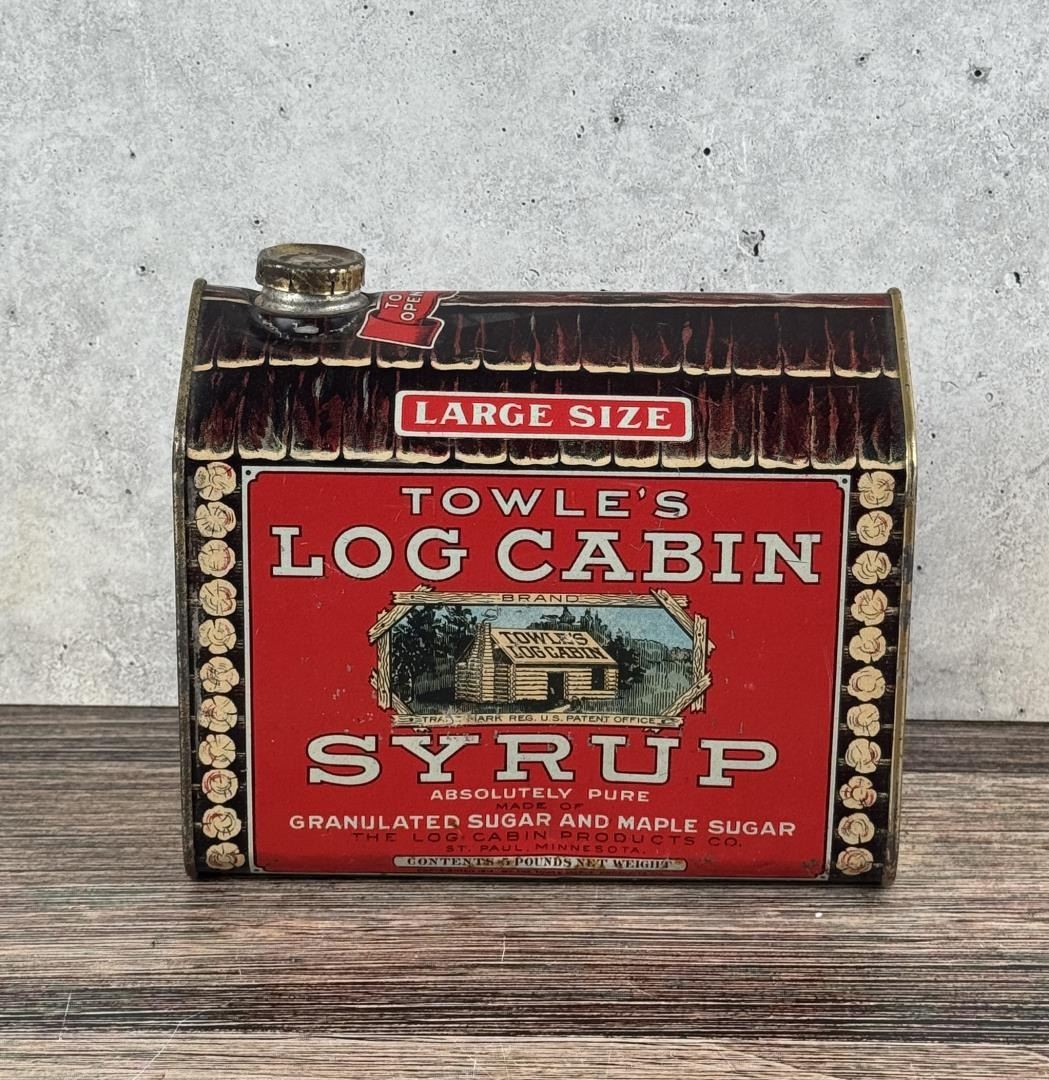 TO
OPEN
LARGE SIZE
TOWLE'S
LOG CABIN
BRAND
TOWLE'S
LOG CABIN
TRADE MARK REG. U.S. PATENT OFFICE
SYRUP
ABSOLUTELY PURE
MADE OF
GRANULATED SUGAR AND MAPLE SUGAR
THE LOG CABIN PRODUCTS CO.
ST. PAUL, MINNESOTA.
CONTENTS 5 POUNDS NET WEIGHT